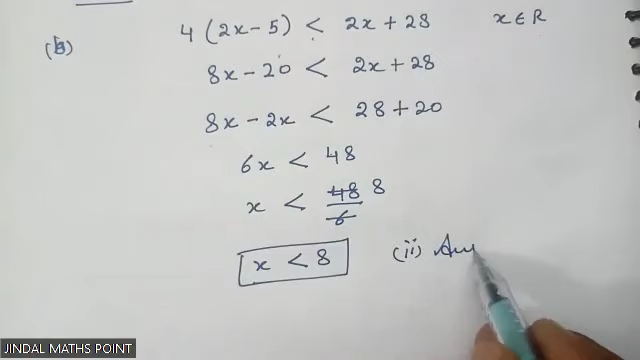 (b) 4 (2x - 5) < 2x + 28 x ∈ R
8x - 20 < 2x + 28
8x - 2x < 28 + 20
6x < 48
x < 48/6 8
x < 8 (ii) Ans
JINDAL MATHS POINT